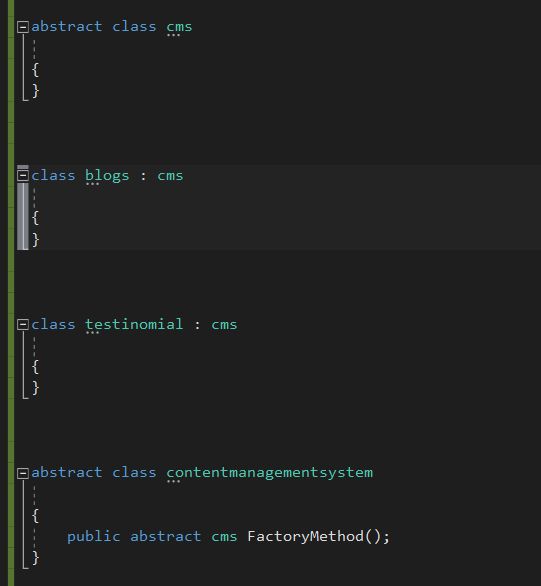 abstract class cms
{
}
class blogs : cms
{
}
class testinomial : cms
{
}
abstract class contentmanagementsystem
{
public abstract cms FactoryMethod();
}